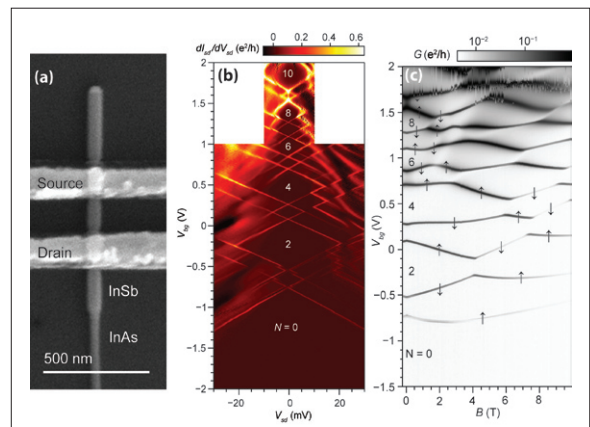 (a)
Source
Drain
InSb
InAs
500 nm
dI_sd/dV_sd (e²/h)
0 0.2 0.4 0.6
(b)
V_bg (V)
2
1.5
1
0.5
0
−0.5
−1
−1.5
−2
10
8
6
4
2
N = 0
−20 0 20
V_sd (mV)
G (e²/h)
10⁻² 10⁻¹
(c)
V_bg (V)
2
1.5
1
0.5
0
−0.5
−1
−1.5
8
6
4
2
N = 0
0 4 8
B (T)